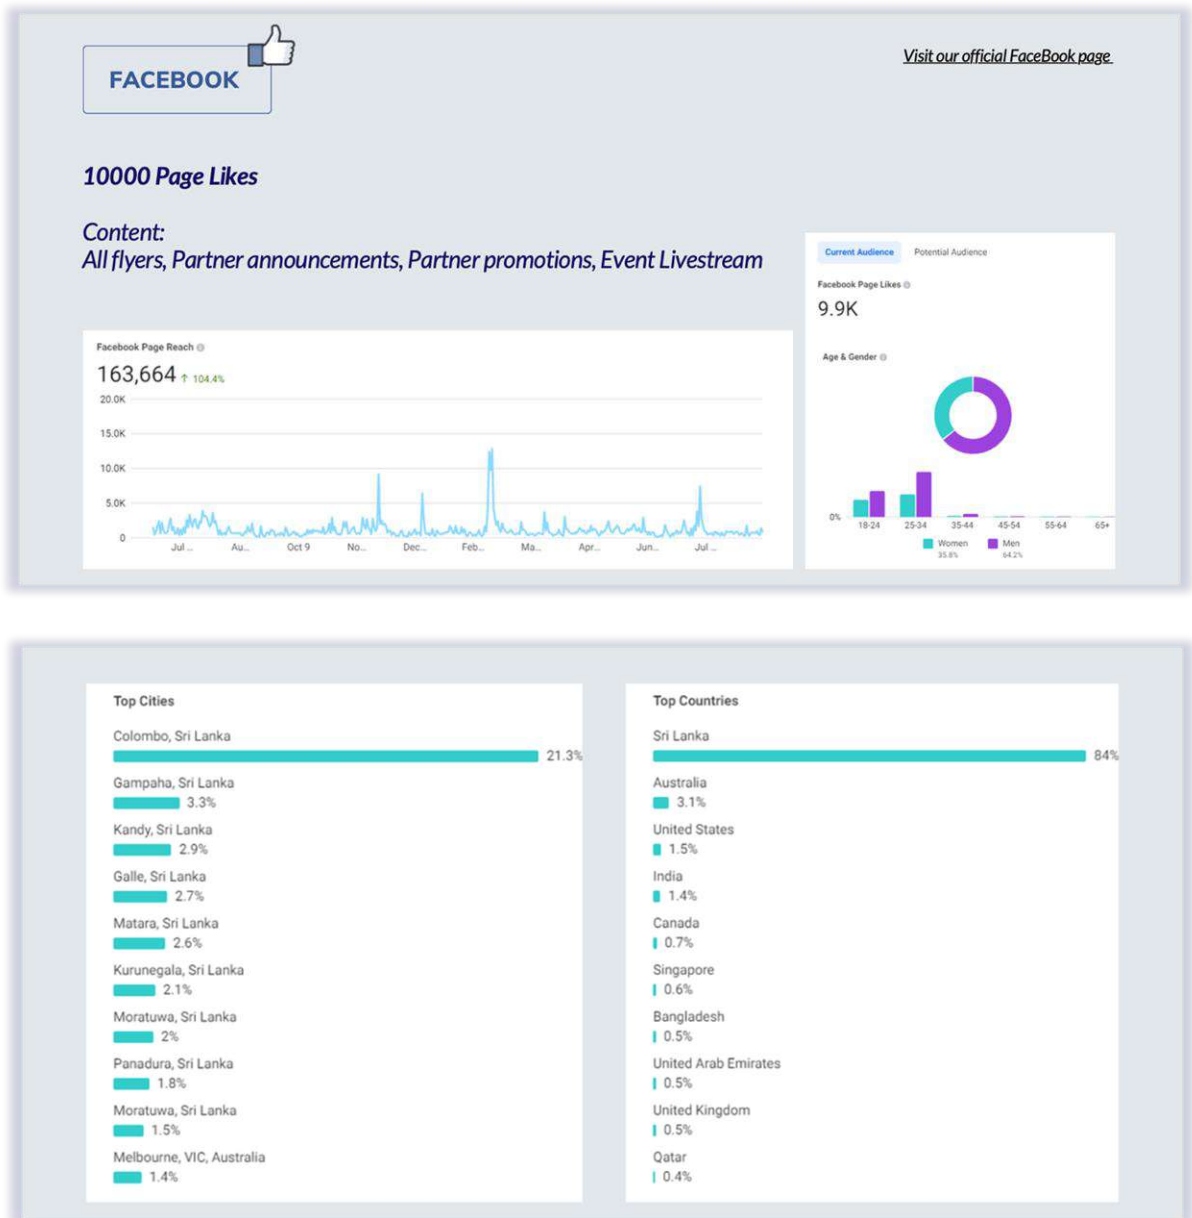 FACEBOOK
Visit our official FaceBook page
10000 Page Likes
Content:
All flyers, Partner announcements, Partner promotions, Event Livestream
Facebook Page Reach
163,664 ↑ 104.4%
20.0K
15.0K
10.0K
5.0K
0
Jul ... Au... Oct 9 No... Dec... Feb... Ma... Apr... Jun... Jul ...
Current Audience Potential Audience
Facebook Page Likes
9.9K
Age & Gender
0%
18-24 25-34 35-44 45-54 55-64 65+
Women Men
35.8% 64.2%
Top Cities
Colombo, Sri Lanka
21.3%
Gampaha, Sri Lanka
3.3%
Kandy, Sri Lanka
2.9%
Galle, Sri Lanka
2.7%
Matara, Sri Lanka
2.6%
Kurunegala, Sri Lanka
2.1%
Moratuwa, Sri Lanka
2%
Panadura, Sri Lanka
1.8%
Moratuwa, Sri Lanka
1.5%
Melbourne, VIC, Australia
1.4%
Top Countries
Sri Lanka
84%
Australia
3.1%
United States
1.5%
India
1.4%
Canada
0.7%
Singapore
0.6%
Bangladesh
0.5%
United Arab Emirates
0.5%
United Kingdom
0.5%
Qatar
0.4%